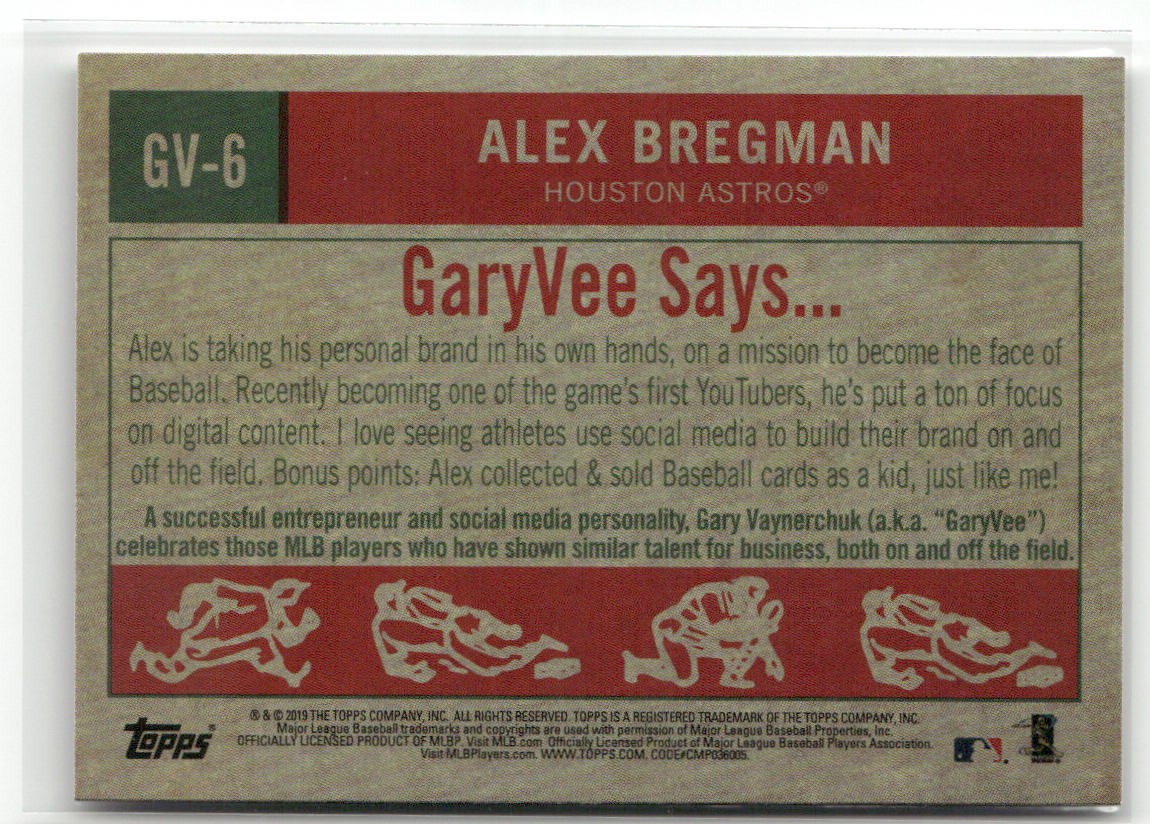 GV-6
ALEX BREGMAN
HOUSTON ASTROS®
GaryVee Says...
Alex is taking his personal brand in his own hands, on a mission to become the face of
Baseball. Recently becoming one of the game's first YouTubers, he's put a ton of focus
on digital content. I love seeing athletes use social media to build their brand on and
off the field. Bonus points: Alex collected & sold Baseball cards as a kid, just like me!
A successful entrepreneur and social media personality, Gary Vaynerchuk (a.k.a. "GaryVee")
celebrates those MLB players who have shown similar talent for business, both on and off the field.
topps®
® & © 2019 THE TOPPS COMPANY, INC. ALL RIGHTS RESERVED. TOPPS IS A REGISTERED TRADEMARK OF THE TOPPS COMPANY, INC.
Major League Baseball trademarks and copyrights are used with permission of Major League Baseball Properties, Inc.
OFFICIALLY LICENSED PRODUCT OF MLBP. Visit MLB.com Officially Licensed Product of Major League Baseball Players Association.
Visit MLBPlayers.com. WWW.TOPPS.COM. CODE#CMP036005.